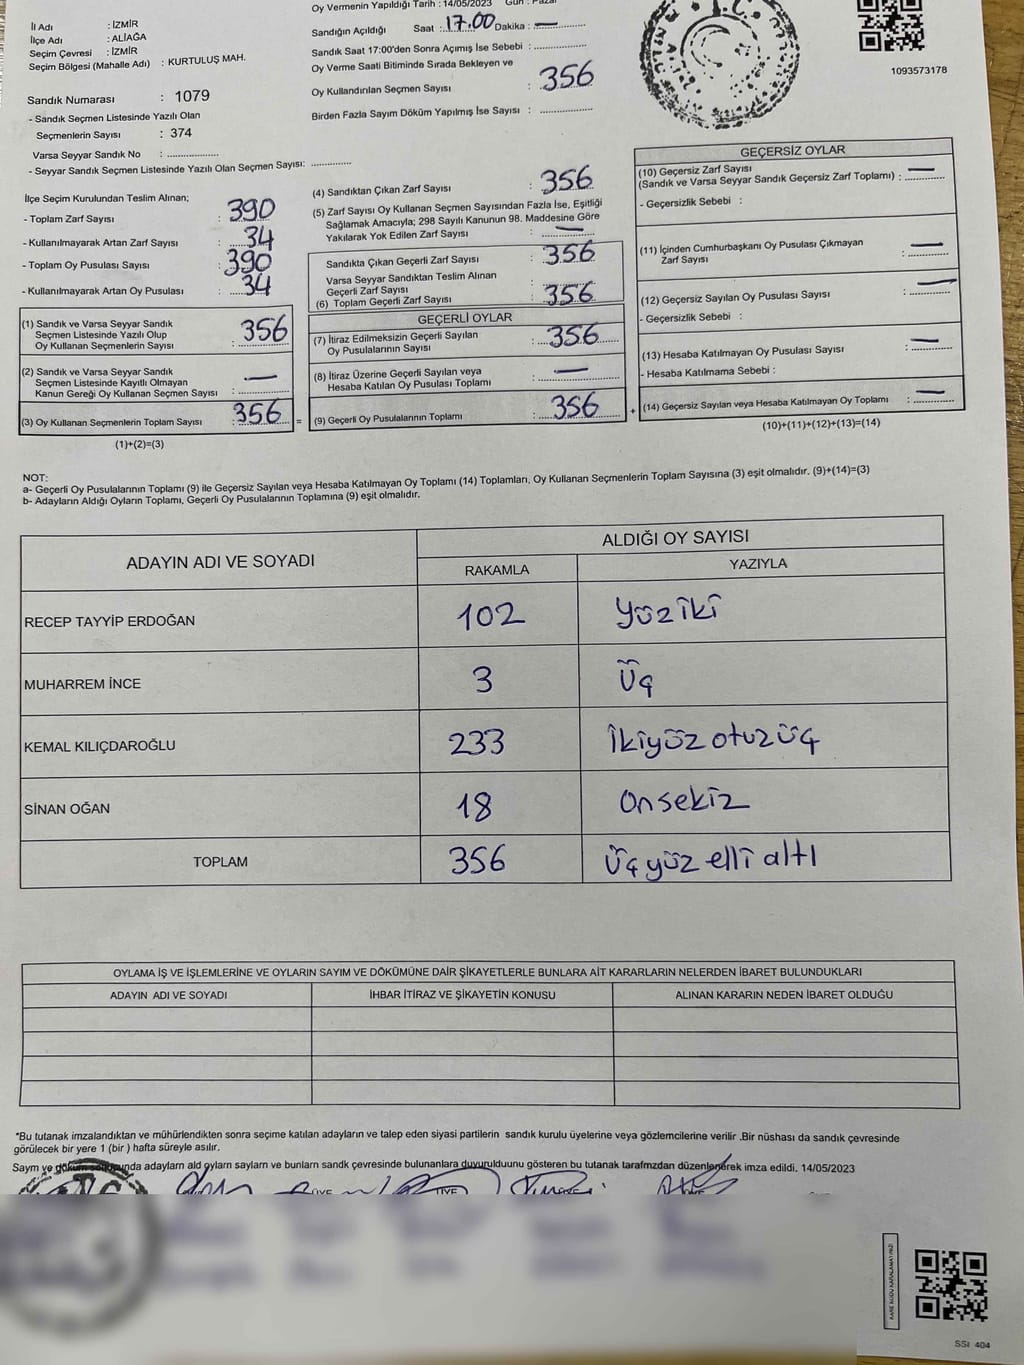 Oy Vermenin Yapıldığı Tarih : 14/05/2023 Gün : Pazar
İl Adı : İZMİR
İlçe Adı : ALİAĞA
Seçim Çevresi : İZMİR
Seçim Bölgesi (Mahalle Adı) : KURTULUŞ MAH.
Sandık Numarası : 1079
- Sandık Seçmen Listesinde Yazılı Olan
Seçmenlerin Sayısı : 374
Varsa Seyyar Sandık No : ..................
- Seyyar Sandık Seçmen Listesinde Yazılı Olan Seçmen Sayısı: ..............
Sandığın Açıldığı Saat : 17.00 Dakika : —
Sandık Saat 17:00'den Sonra Açımış İse Sebebi : ..................
Oy Verme Saati Bitiminde Sırada Bekleyen ve
Oy Kullandırılan Seçmen Sayısı : 356
Birden Fazla Sayım Döküm Yapılmış İse Sayısı : ..................
1093573178
İlçe Seçim Kurulundan Teslim Alınan;
- Toplam Zarf Sayısı : 390
- Kullanılmayarak Artan Zarf Sayısı : 34
- Toplam Oy Pusulası Sayısı : 390
- Kullanılmayarak Artan Oy Pusulası : 34
(1) Sandık ve Varsa Seyyar Sandık
Seçmen Listesinde Yazılı Olup
Oy Kullanan Seçmenlerin Sayısı : 356
(2) Sandık ve Varsa Seyyar Sandık
Seçmen Listesinde Kayıtlı Olmayan
Kanun Gereği Oy Kullanan Seçmen Sayısı : —
(3) Oy Kullanan Seçmenlerin Toplam Sayısı : 356 =
(1)+(2)=(3)
(4) Sandıktan Çıkan Zarf Sayısı : 356
(5) Zarf Sayısı Oy Kullanan Seçmen Sayısından Fazla İse, Eşitliği
Sağlamak Amacıyla; 298 Sayılı Kanunun 98. Maddesine Göre
Yakılarak Yok Edilen Zarf Sayısı : —
Sandıkta Çıkan Geçerli Zarf Sayısı : 356
Varsa Seyyar Sandıktan Teslim Alınan
Geçerli Zarf Sayısı :
(6) Toplam Geçerli Zarf Sayısı : 356
GEÇERLİ OYLAR
(7) İtiraz Edilmeksizin Geçerli Sayılan
Oy Pusulalarının Sayısı : 356
(8) İtiraz Üzerine Geçerli Sayılan veya
Hesaba Katılan Oy Pusulası Toplamı : —
(9) Geçerli Oy Pusulalarının Toplamı : 356 +
GEÇERSİZ OYLAR
(10) Geçersiz Zarf Sayısı
(Sandık ve Varsa Seyyar Sandık Geçersiz Zarf Toplamı) : —
- Geçersizlik Sebebi :
(11) İçinden Cumhurbaşkanı Oy Pusulası Çıkmayan
Zarf Sayısı : —
(12) Geçersiz Sayılan Oy Pusulası Sayısı : —
- Geçersizlik Sebebi :
(13) Hesaba Katılmayan Oy Pusulası Sayısı : —
- Hesaba Katılmama Sebebi :
(14) Geçersiz Sayılan veya Hesaba Katılmayan Oy Toplamı : —
(10)+(11)+(12)+(13)=(14)
NOT:
a- Geçerli Oy Pusulalarının Toplamı (9) ile Geçersiz Sayılan veya Hesaba Katılmayan Oy Toplamı (14) Toplamları, Oy Kullanan Seçmenlerin Toplam Sayısına (3) eşit olmalıdır. (9)+(14)=(3)
b- Adayların Aldığı Oyların Toplamı, Geçerli Oy Pusulalarının Toplamına (9) eşit olmalıdır.
ADAYIN ADI VE SOYADI
ALDIĞI OY SAYISI
RAKAMLA YAZIYLA
RECEP TAYYİP ERDOĞAN 102 Yüziki
MUHARREM İNCE 3 Üç
KEMAL KILIÇDAROĞLU 233 İkiyüz otuz üç
SİNAN OĞAN 18 Onsekiz
TOPLAM 356 Üçyüz elli altı
OYLAMA İŞ VE İŞLEMLERİNE VE OYLARIN SAYIM VE DÖKÜMÜNE DAİR ŞİKAYETLERLE BUNLARA AİT KARARLARIN NELERDEN İBARET BULUNDUKLARI
ADAYIN ADI VE SOYADI İHBAR İTİRAZ VE ŞİKAYETİN KONUSU ALINAN KARARIN NEDEN İBARET OLDUĞU
*Bu tutanak imzalandıktan ve mühürlendikten sonra seçime katılan adayların ve talep eden siyasi partilerin sandık kurulu üyelerine veya gözlemcilerine verilir .Bir nüshası da sandık çevresinde
görülecek bir yere 1 (bir ) hafta süreyle asılır.
Sayım ve döküm sonucunda adayların ald oyların sayların ve bunların sandk çevresinde bulunanlara duyurulduunu gösteren bu tutanak tarafmzdan düzenlenerek imza edildi. 14/05/2023
KARE KODU KARALAMAYINIZ!
SSİ 404